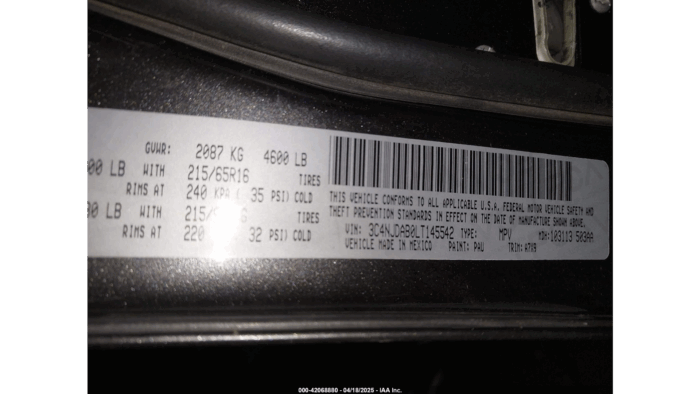 GVWR: 2087 KG 4600 LB
00 LB WITH 215/65R16 TIRES
RIMS AT 240 KPA ( 35 PSI) COLD
00 LB WITH 215/ TIRES
RIMS AT 220 32 PSI) COLD
THIS VEHICLE CONFORMS TO ALL APPLICABLE U.S.A. FEDERAL MOTOR VEHICLE SAFETY AND
THEFT PREVENTION STANDARDS IN EFFECT ON THE DATE OF MANUFACTURE SHOWN ABOVE.
VIN: 3C4NJDAB0LT145542 TYPE: MPV MDH: 103113 503AA
VEHICLE MADE IN MEXICO PAINT: PAU TRIM: A7X9
000-42068880 - 04/18/2025 - IAA Inc.